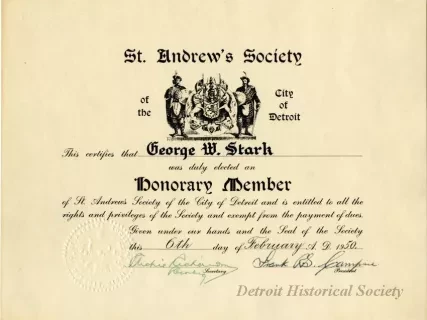 St. Andrew's Society
of the
City of Detroit
This certifies that George W. Stark
was duly elected an
Honorary Member
of St. Andrews Society of the City of Detroit and is entitled to all the
rights and privileges of the Society and exempt from the payment of dues.
Given under our hands and the Seal of the Society
this 6th day of February A.D. 1950
Secretary
Frank President
Detroit Historical Society